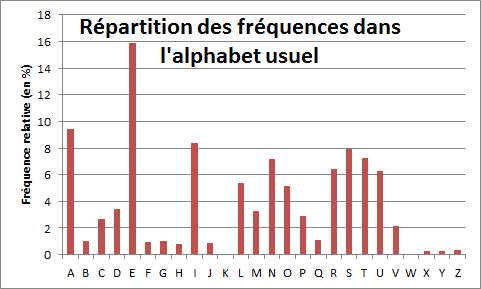 Répartition des fréquences dans
l'alphabet usuel
Fréquence relative (en %)
18
16
14
12
10
8
6
4
2
0
A B C D E F G H I J K L M N O P Q R S T U V W X Y Z